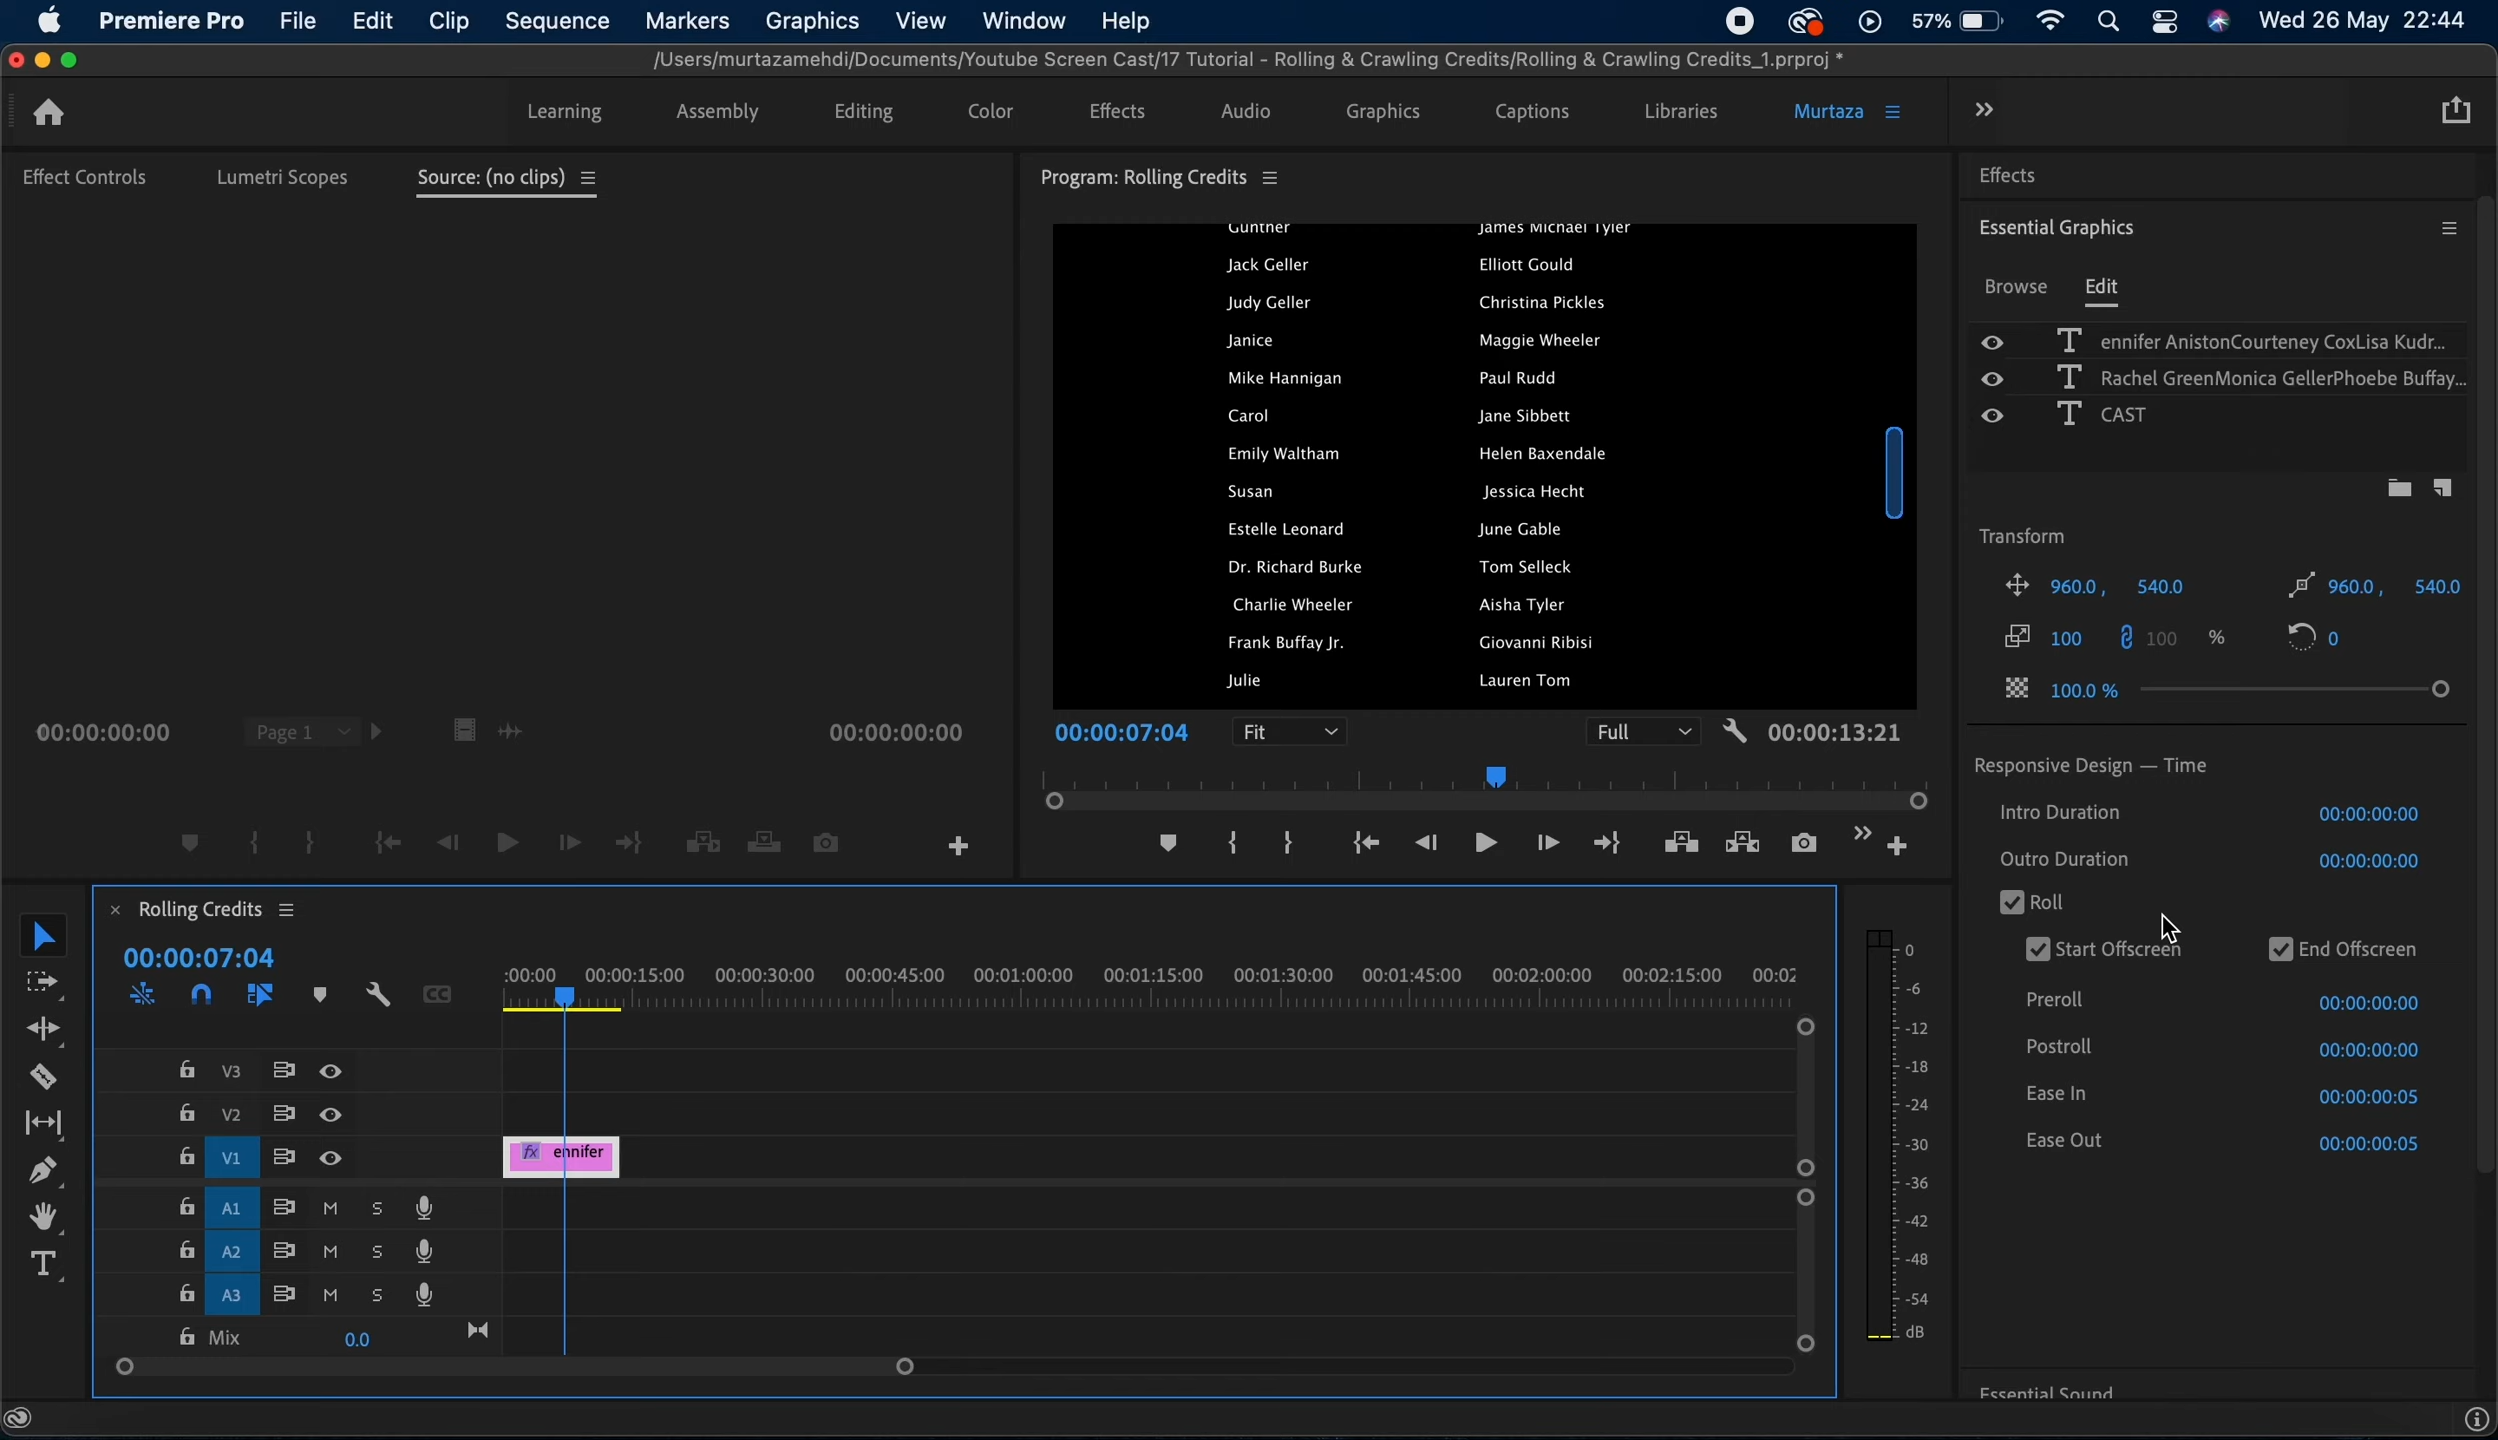 Premiere Pro File Edit Clip Sequence Markers Graphics View Window Help 57% Wed 26 May 22:44
/Users/murtazamehdi/Documents/Youtube Screen Cast/17 Tutorial - Rolling & Crawling Credits/Rolling & Crawling Credits_1.prproj *
Learning Assembly Editing Color Effects Audio Graphics Captions Libraries Murtaza
Effect Controls Lumetri Scopes Source: (no clips)
00:00:00:00 Page 1 00:00:00:00
Program: Rolling Credits
Gunther James Michael Tyler
Jack Geller Elliott Gould
Judy Geller Christina Pickles
Janice Maggie Wheeler
Mike Hannigan Paul Rudd
Carol Jane Sibbett
Emily Waltham Helen Baxendale
Susan Jessica Hecht
Estelle Leonard June Gable
Dr. Richard Burke Tom Selleck
Charlie Wheeler Aisha Tyler
Frank Buffay Jr. Giovanni Ribisi
Julie Lauren Tom
00:00:07:04 Fit Full 00:00:13:21
Effects
Essential Graphics
Browse Edit
T ennifer AnistonCourteney CoxLisa Kudr...
T Rachel GreenMonica GellerPhoebe Buffay...
T CAST
Transform
960.0 , 540.0 960.0 , 540.0
100 100 % 0
100.0 %
Responsive Design — Time
Intro Duration 00:00:00:00
Outro Duration 00:00:00:00
Roll
Start Offscreen End Offscreen
Preroll 00:00:00:00
Postroll 00:00:00:00
Ease In 00:00:00:05
Ease Out 00:00:00:05
Essential Sound
× Rolling Credits
00:00:07:04
:00:00 00:00:15:00 00:00:30:00 00:00:45:00 00:01:00:00 00:01:15:00 00:01:30:00 00:01:45:00 00:02:00:00 00:02:15:00 00:02
CC
V3
V2
V1 fx ennifer
A1 M S
A2 M S
A3 M S
Mix 0.0
0
-6
-12
-18
-24
-30
-36
-42
-48
-54
dB